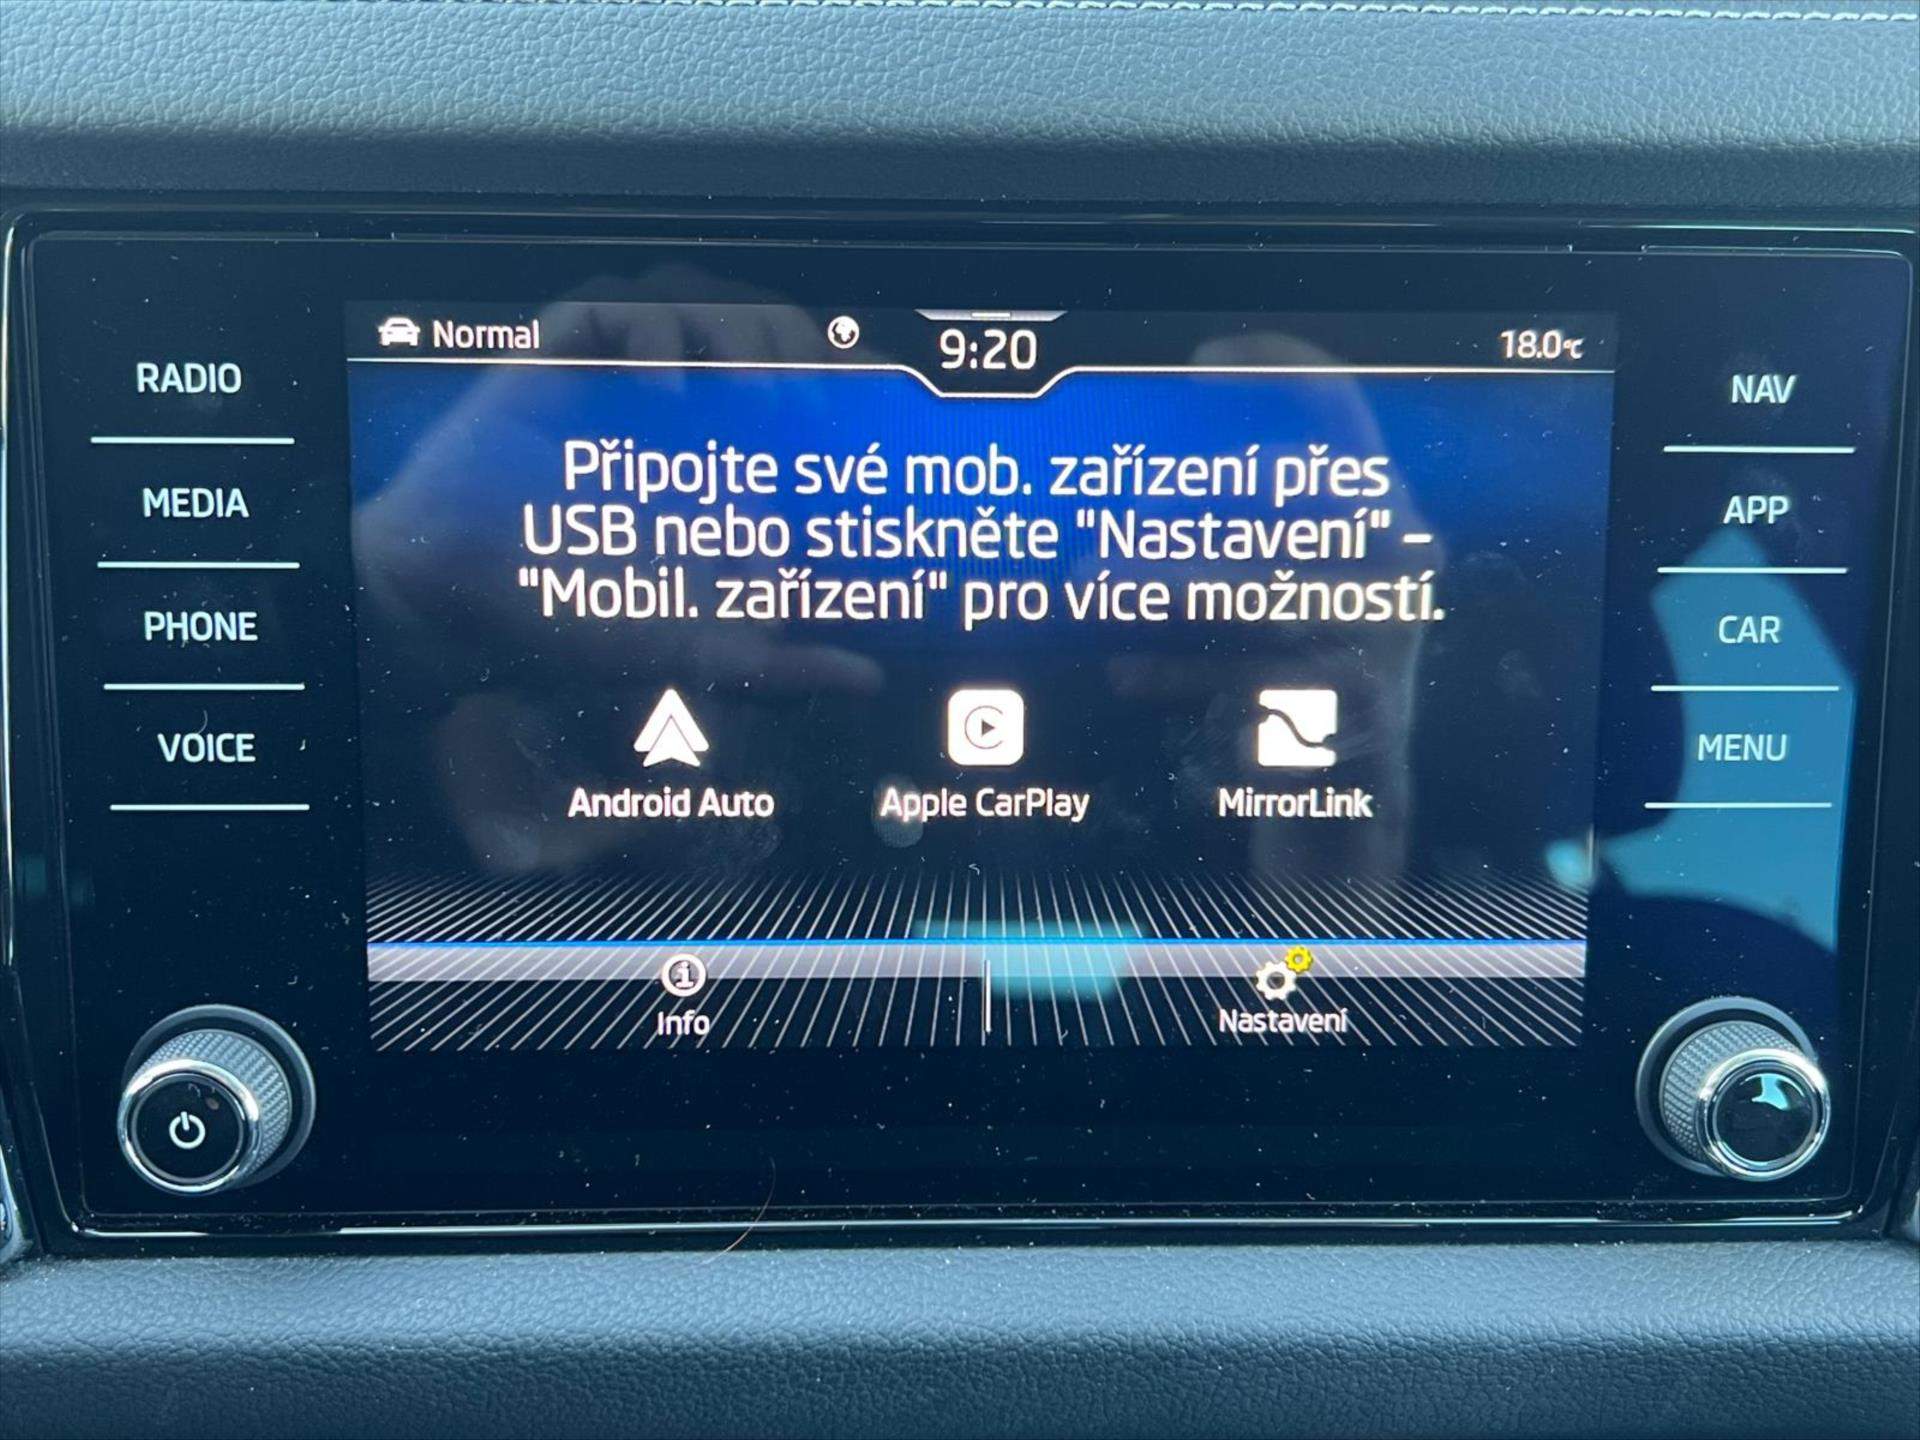 Normal
9:20
18.0°C
RADIO
MEDIA
PHONE
VOICE
Připojte své mob. zařízení přes
USB nebo stiskněte "Nastavení" –
"Mobil. zařízení" pro více možností.
Android Auto
Apple CarPlay
MirrorLink
Info
Nastavení
NAV
APP
CAR
MENU